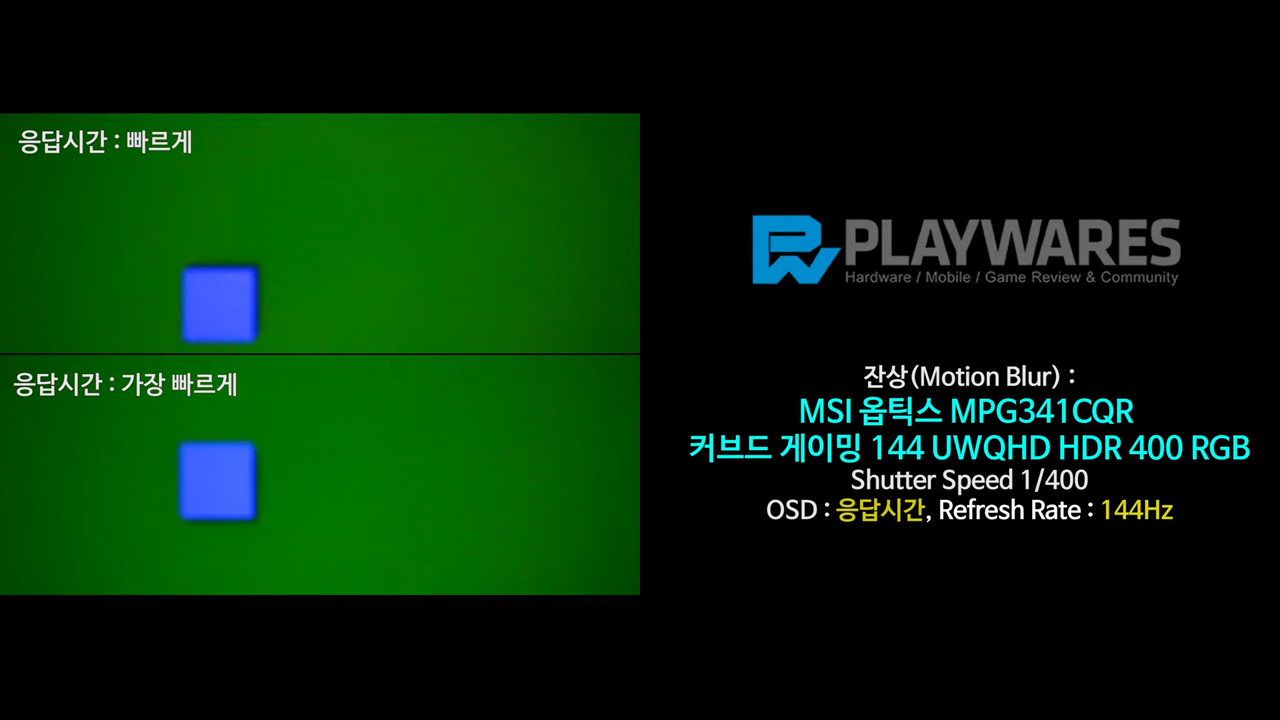 응답시간 : 빠르게
응답시간 : 가장 빠르게
PLAYWARES
Hardware / Mobile / Game Review & Community
잔상(Motion Blur) :
MSI 옵틱스 MPG341CQR
커브드 게이밍 144 UWQHD HDR 400 RGB
Shutter Speed 1/400
OSD : 응답시간, Refresh Rate : 144Hz